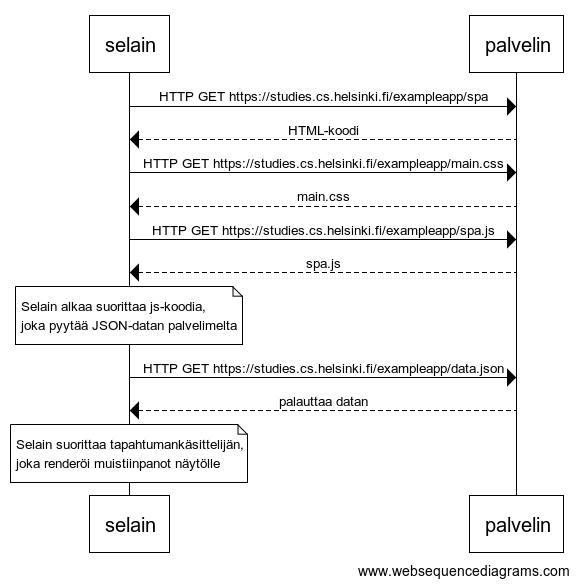 selain
palvelin
HTTP GET https://studies.cs.helsinki.fi/exampleapp/spa
HTML-koodi
HTTP GET https://studies.cs.helsinki.fi/exampleapp/main.css
main.css
HTTP GET https://studies.cs.helsinki.fi/exampleapp/spa.js
spa.js
Selain alkaa suorittaa js-koodia,
joka pyytää JSON-datan palvelimelta
HTTP GET https://studies.cs.helsinki.fi/exampleapp/data.json
palauttaa datan
Selain suorittaa tapahtumankäsittelijän,
joka renderöi muistiinpanot näytölle
selain
palvelin
www.websequencediagrams.com